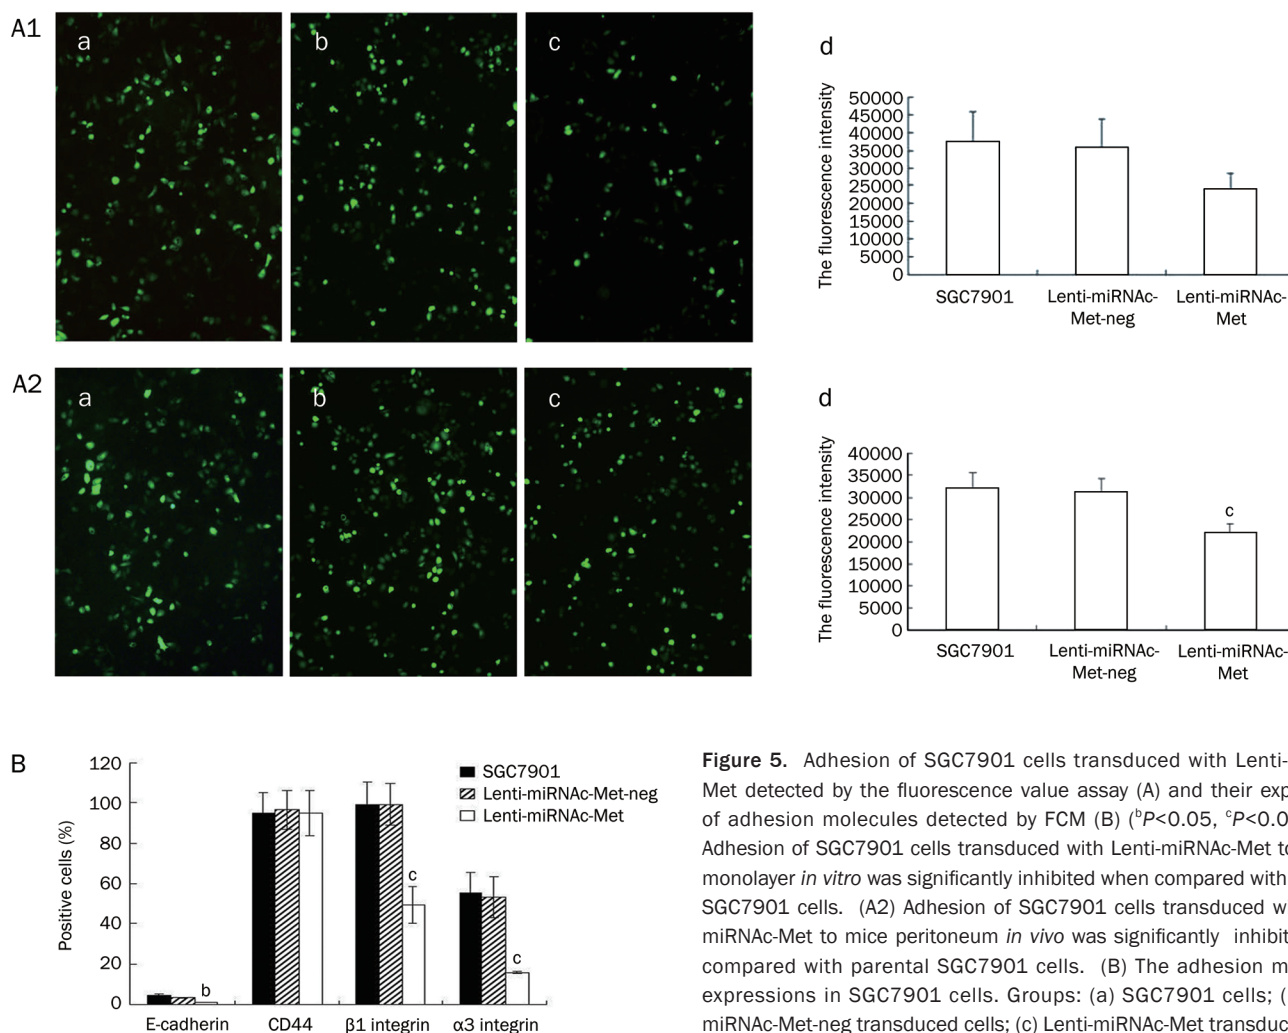 A1
a
b
c
d
The fluorescence intensity
50000
45000
40000
35000
30000
25000
20000
15000
10000
5000
0
SGC7901
Lenti-miRNAc-
Met-neg
Lenti-miRNAc-
Met
A2
a
b
c
d
The fluorescence intensity
40000
35000
30000
25000
20000
15000
10000
5000
0
c
SGC7901
Lenti-miRNAc-
Met-neg
Lenti-miRNAc-
Met
B
Positive cells (%)
120
100
80
60
40
20
0
b
c
c
E-cadherin
CD44
β1 integrin
α3 integrin
SGC7901
Lenti-miRNAc-Met-neg
Lenti-miRNAc-Met
Figure 5. Adhesion of SGC7901 cells transduced with Lenti-
Met detected by the fluorescence value assay (A) and their exp
of adhesion molecules detected by FCM (B) (ᵇP<0.05, ᶜP<0.0
Adhesion of SGC7901 cells transduced with Lenti-miRNAc-Met to
monolayer in vitro was significantly inhibited when compared with
SGC7901 cells. (A2) Adhesion of SGC7901 cells transduced w
miRNAc-Met to mice peritoneum in vivo was significantly inhibit
compared with parental SGC7901 cells. (B) The adhesion m
expressions in SGC7901 cells. Groups: (a) SGC7901 cells; (
miRNAc-Met-neg transduced cells; (c) Lenti-miRNAc-Met transduc